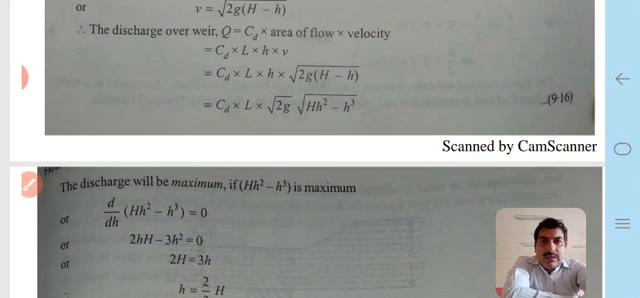 or v = √2g(H − h)
∴ The discharge over weir, Q = C_d × area of flow × velocity
= C_d × L × h × v
= C_d × L × h × √2g(H − h)
= C_d × L × √2g √Hh² − h³ ...(9·16)
Scanned by CamScanner
The discharge will be maximum, if (Hh² − h³) is maximum
or d/dh (Hh² − h³) = 0
or 2hH − 3h² = 0
or 2H = 3h
h = 2/3 H